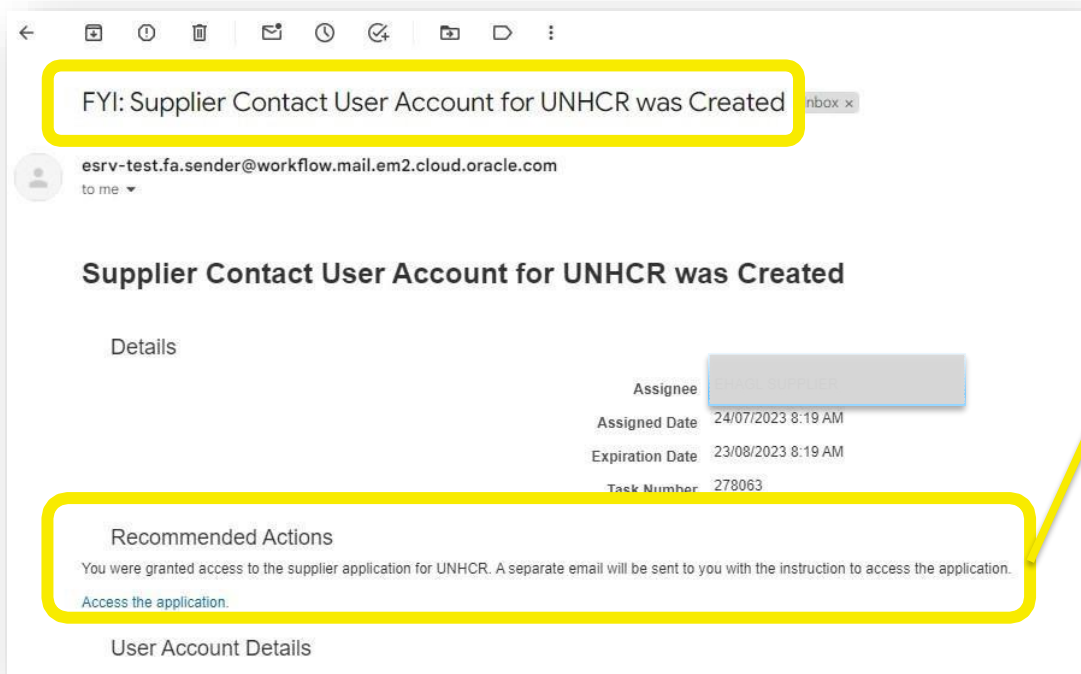 FYI: Supplier Contact User Account for UNHCR was Created
nbox ×
esrv-test.fa.sender@workflow.mail.em2.cloud.oracle.com
to me
Supplier Contact User Account for UNHCR was Created
Details
Assignee
Assigned Date 24/07/2023 8:19 AM
Expiration Date 23/08/2023 8:19 AM
Task Number 278063
Recommended Actions
You were granted access to the supplier application for UNHCR. A separate email will be sent to you with the instruction to access the application.
Access the application.
User Account Details